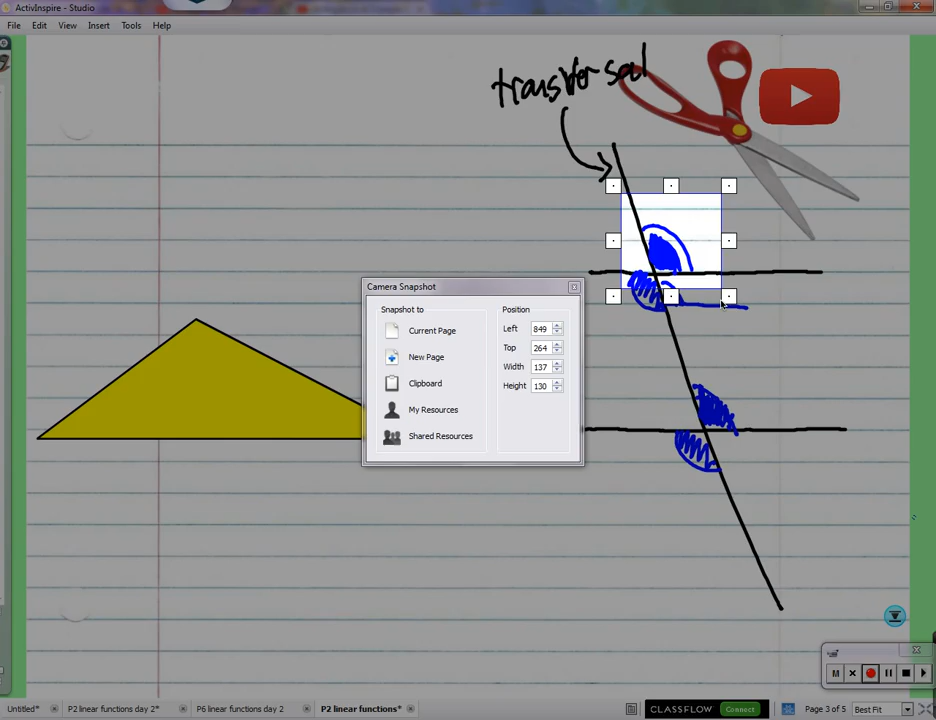 ActivInspire - Studio
File Edit View Insert Tools Help
transversal
Camera Snapshot
Snapshot to
Current Page
New Page
Clipboard
My Resources
Shared Resources
Position
Left 849
Top 264
Width 137
Height 130
M
Untitled* P2 linear functions day 2* P6 linear functions day 2 P2 linear functions* CLASSFLOW Connect Page 3 of 5 Best Fit